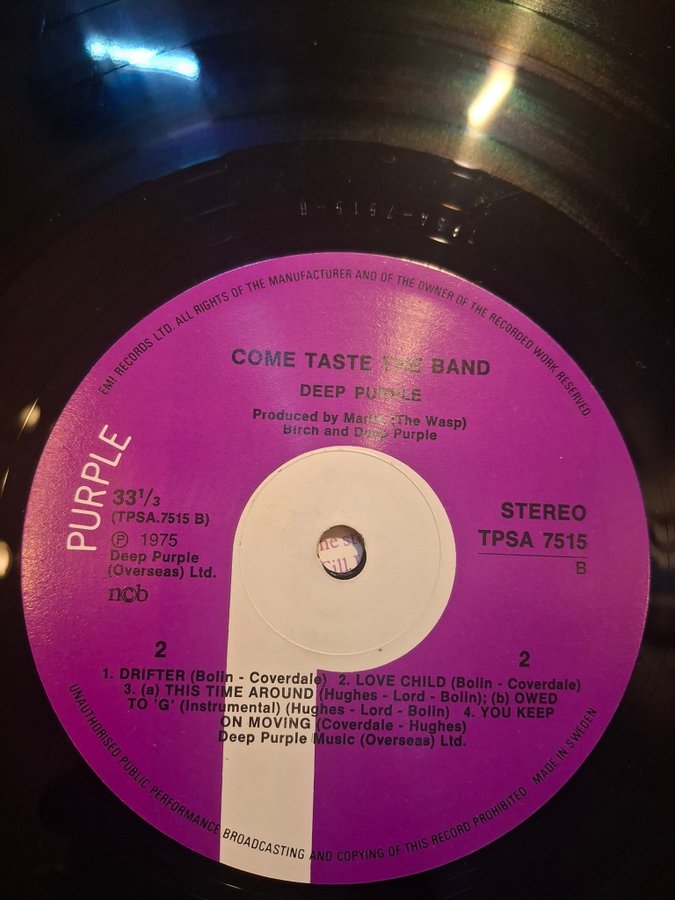 TPSA-7515-B
EMI RECORDS LTD. ALL RIGHTS OF THE MANUFACTURER AND OF THE OWNER OF THE RECORDED WORK RESERVED.
COME TASTE THE BAND
DEEP PURPLE
Produced by Martin (The Wasp)
Birch and Deep Purple
PURPLE
33 1/3
(TPSA.7515 B)
Ⓟ 1975
Deep Purple
(Overseas) Ltd.
ncb
STEREO
TPSA 7515
B
2
2
1. DRIFTER (Bolin - Coverdale) 2. LOVE CHILD (Bolin - Coverdale)
3. (a) THIS TIME AROUND (Hughes - Lord - Bolin); (b) OWED
TO 'G' (Instrumental) (Hughes - Lord - Bolin) 4. YOU KEEP
ON MOVING (Coverdale - Hughes)
Deep Purple Music (Overseas) Ltd.
UNAUTHORISED PUBLIC PERFORMANCE BROADCASTING AND COPYING OF THIS RECORD PROHIBITED MADE IN SWEDEN